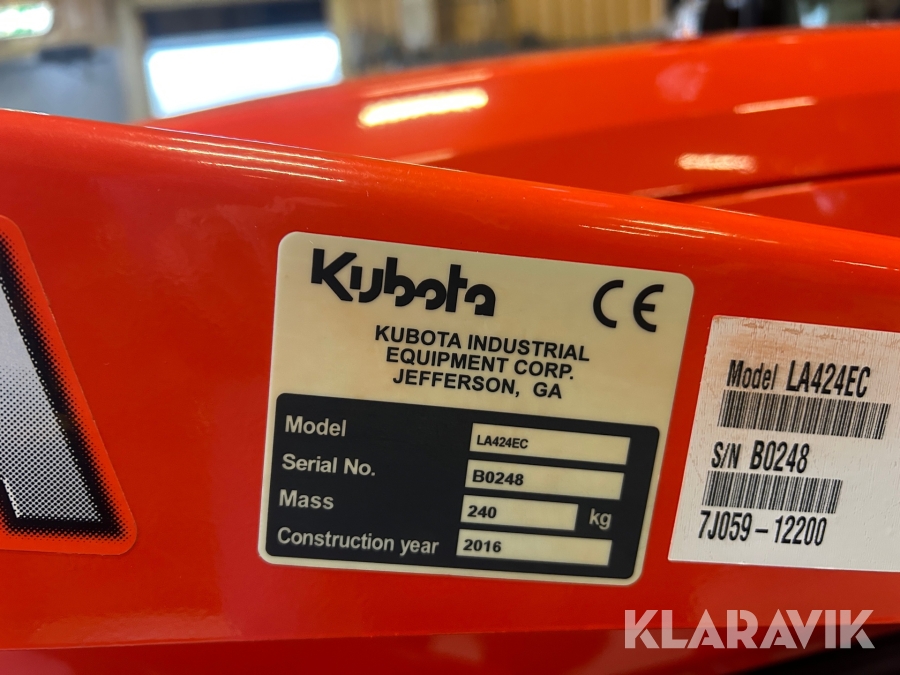 Kubota
CE
KUBOTA INDUSTRIAL
EQUIPMENT CORP.
JEFFERSON, GA
Model LA424EC
Serial No. B0248
Mass 240 kg
Construction year 2016
Model LA424EC
S/N B0248
7J059-12200
KLARAVIK